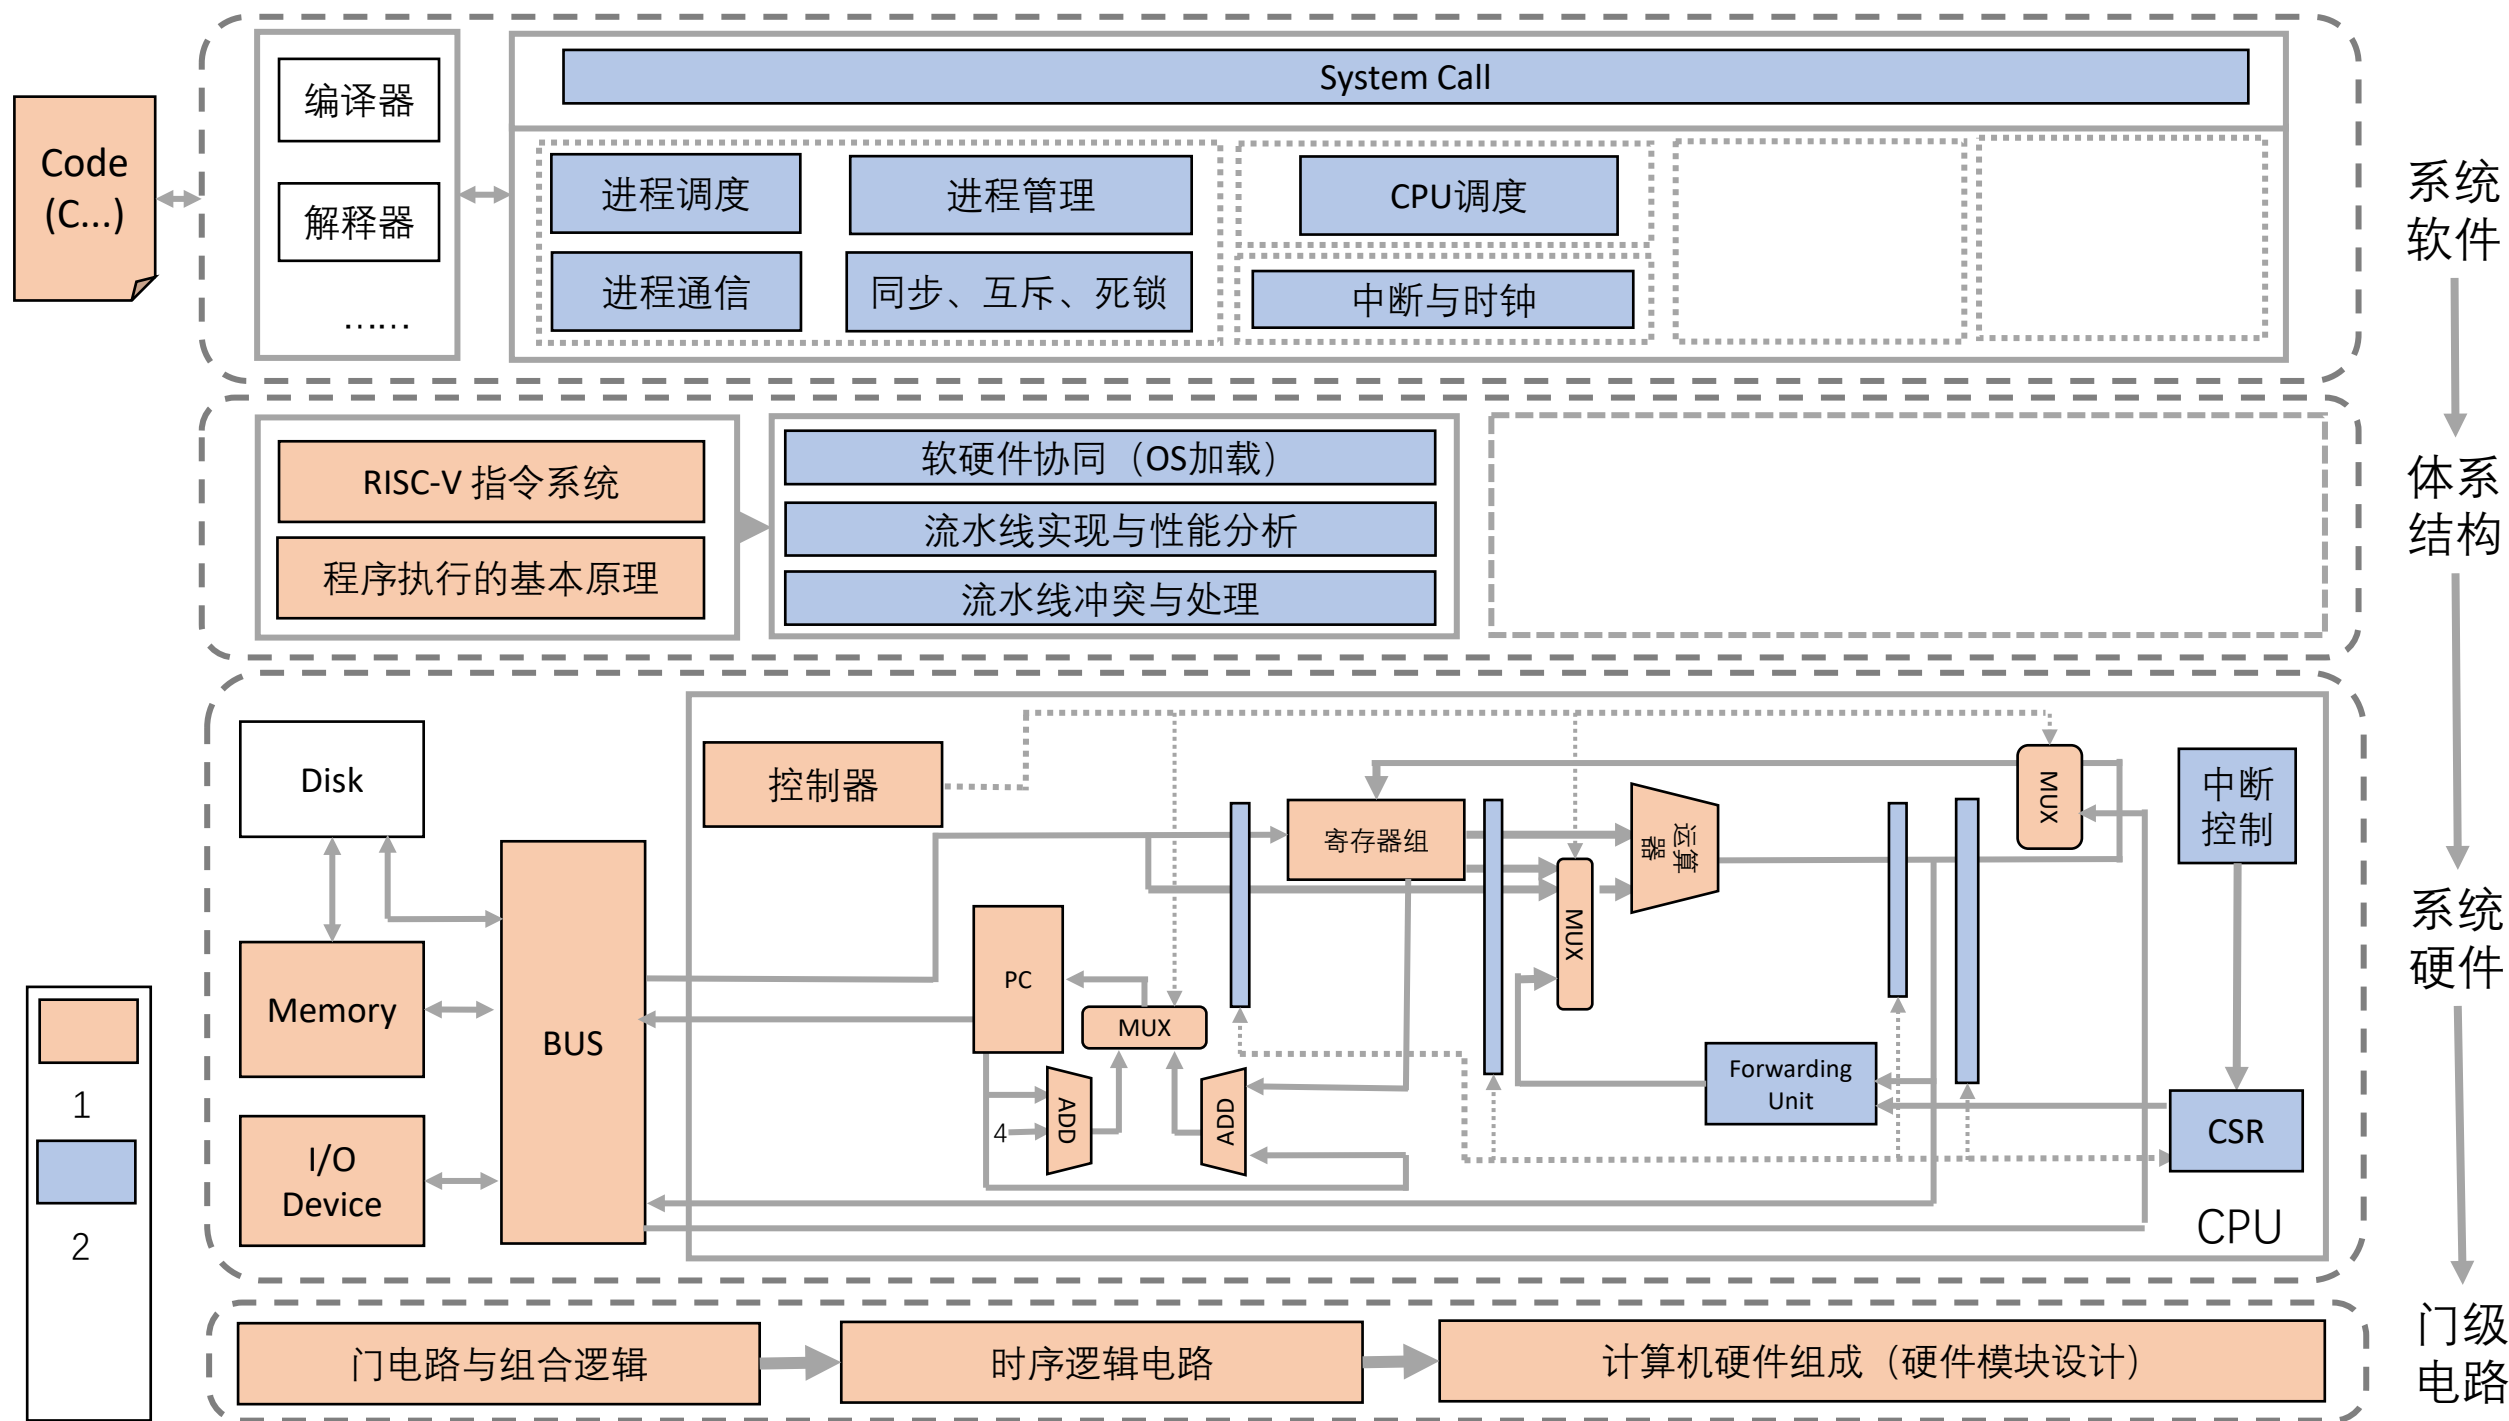 System Call
编译器
Code
(C...)
解释器
……
进程调度
进程管理
CPU调度
进程通信
同步、互斥、死锁
中断与时钟
系统
软件
RISC-V 指令系统
程序执行的基本原理
软硬件协同（OS加载）
流水线实现与性能分析
流水线冲突与处理
体系
结构
Disk
Memory
I/O
Device
BUS
控制器
PC
MUX
4
ADD
ADD
寄存器组
MUX
运算
器
MUX
Forwarding
Unit
中断
控制
CSR
CPU
系统
硬件
1
2
门电路与组合逻辑
时序逻辑电路
计算机硬件组成（硬件模块设计）
门级
电路